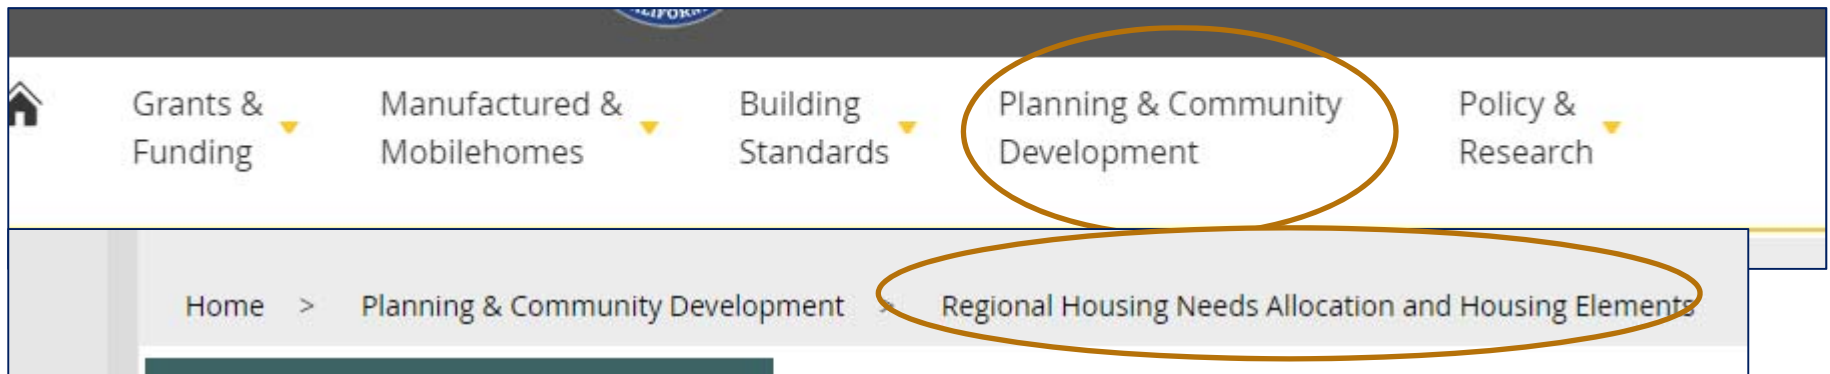 Grants &
Funding
Manufactured &
Mobilehomes
Building
Standards
Planning & Community
Development
Policy &
Research
Home > Planning & Community Development > Regional Housing Needs Allocation and Housing Elements